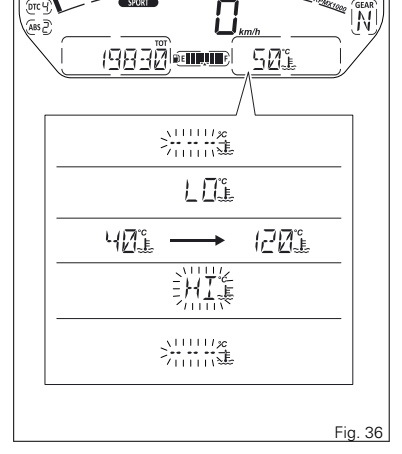 DTC 4
SPORT
RPMX1000
GEAR
N
ABS 2
0 km/h
TOT
19830 E F 50 °C
-- -- -- °C
LO °C
40 °C → 120 °C
HI °C
-- -- -- °C
Fig. 36